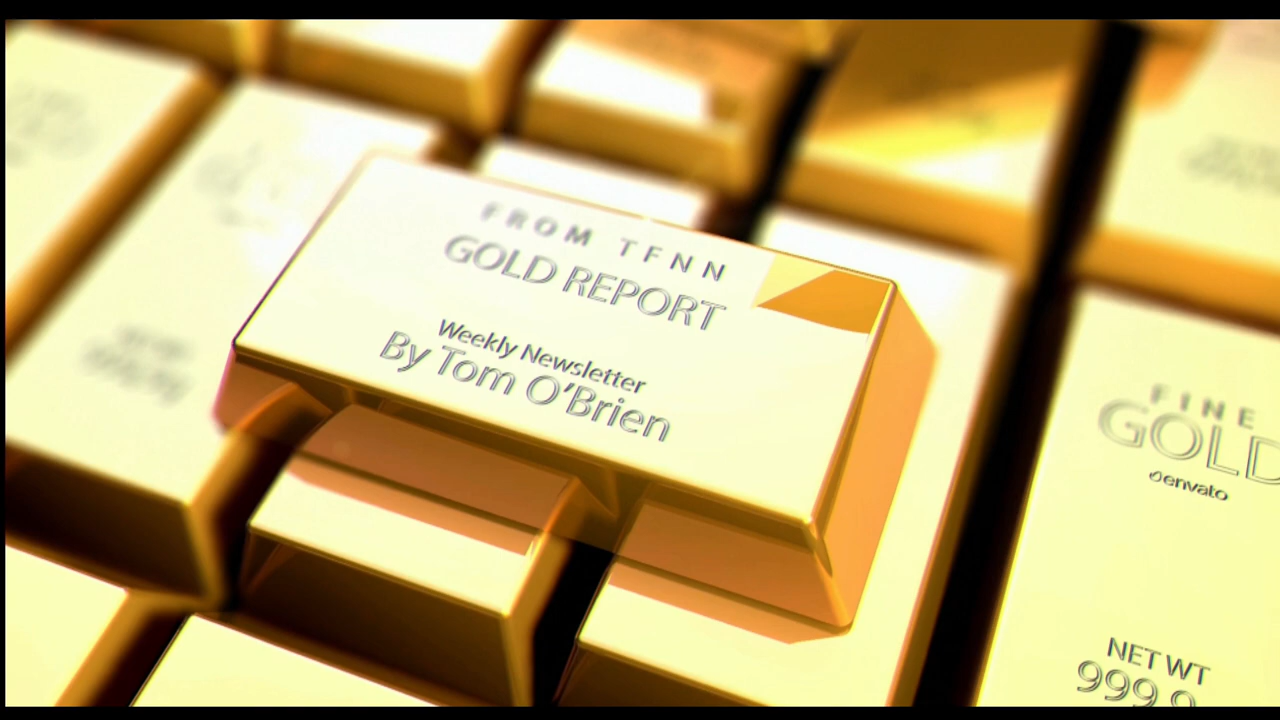 FROM TFNN
GOLD REPORT
Weekly Newsletter
By Tom O'Brien
FINE
GOLD
envato
NET WT
999.9